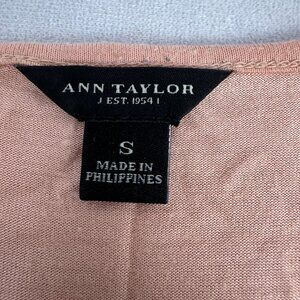 ANN TAYLOR
| EST. 1954 |
S
MADE IN
PHILIPPINES